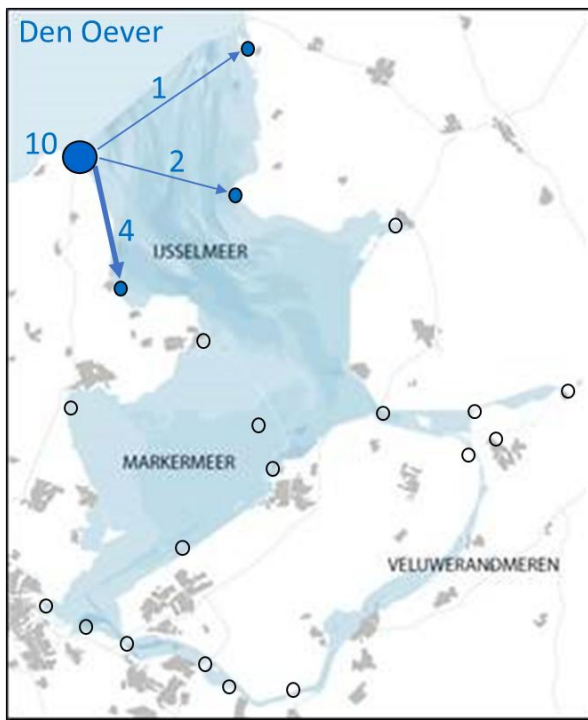 Den Oever
1
10
2
4
IJSSELMEER
MARKERMEER
VELUWERANDMEREN